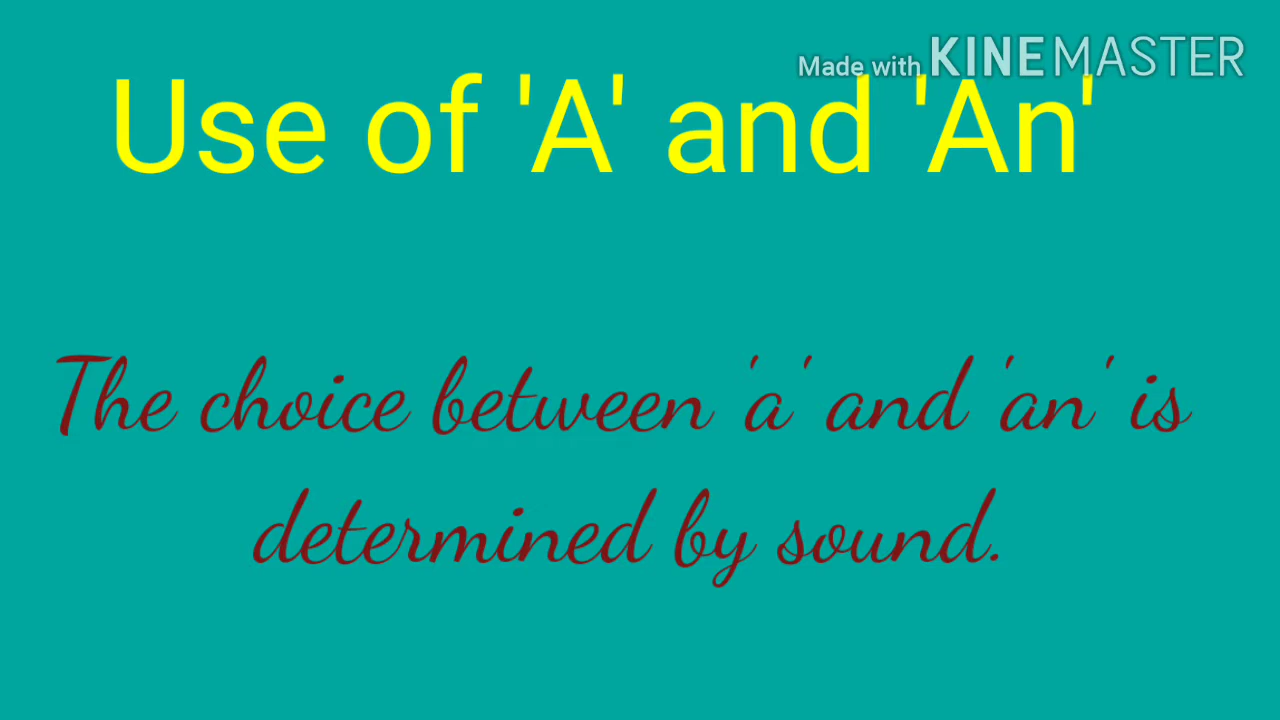 Made with KINEMASTER
Use of 'A' and 'An'
The choice between 'a' and 'an' is
determined by sound.